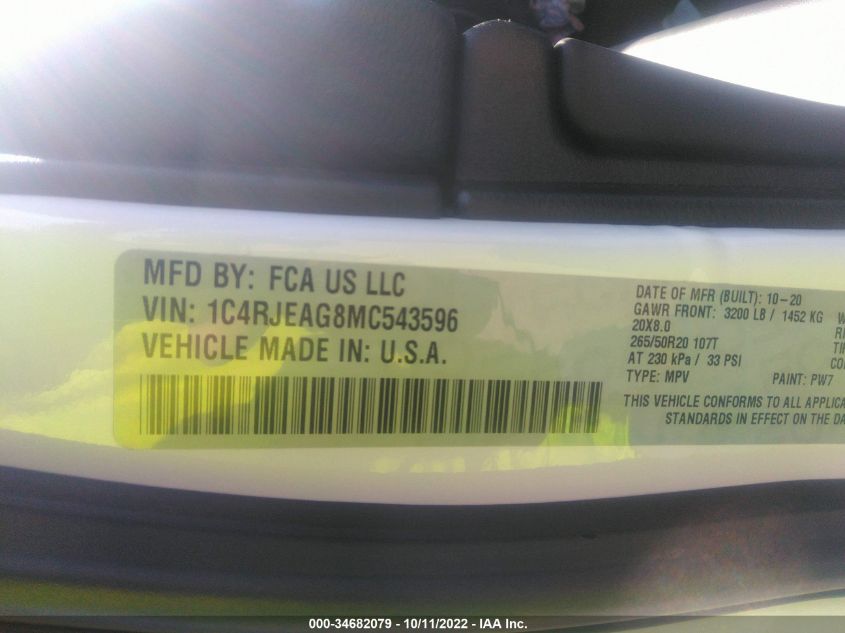 MFD BY: FCA US LLC
VIN: 1C4RJEAG8MC543596
VEHICLE MADE IN: U.S.A.
DATE OF MFR (BUILT): 10-20
GAWR FRONT: 3200 LB / 1452 KG
20X8.0
265/50R20 107T
AT 230 kPa / 33 PSI
TYPE: MPV PAINT: PW7
THIS VEHICLE CONFORMS TO ALL
STANDARDS IN EFFECT ON THE
000-34682079 - 10/11/2022 - IAA Inc.